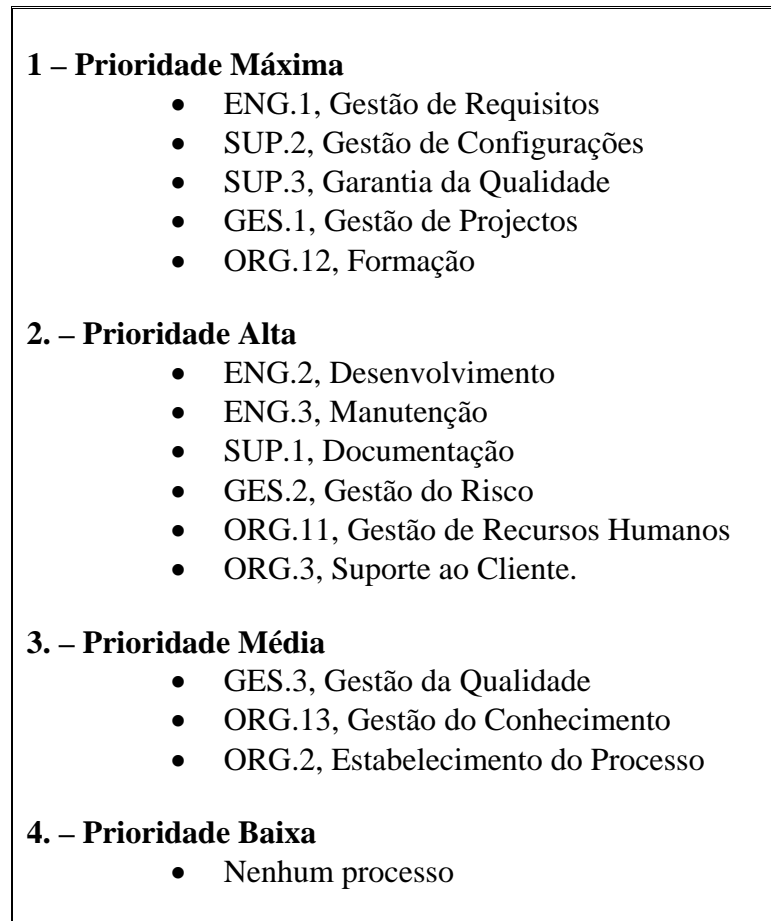 1 – Prioridade Máxima
• ENG.1, Gestão de Requisitos
• SUP.2, Gestão de Configurações
• SUP.3, Garantia da Qualidade
• GES.1, Gestão de Projectos
• ORG.12, Formação
2. – Prioridade Alta
• ENG.2, Desenvolvimento
• ENG.3, Manutenção
• SUP.1, Documentação
• GES.2, Gestão do Risco
• ORG.11, Gestão de Recursos Humanos
• ORG.3, Suporte ao Cliente.
3. – Prioridade Média
• GES.3, Gestão da Qualidade
• ORG.13, Gestão do Conhecimento
• ORG.2, Estabelecimento do Processo
4. – Prioridade Baixa
• Nenhum processo